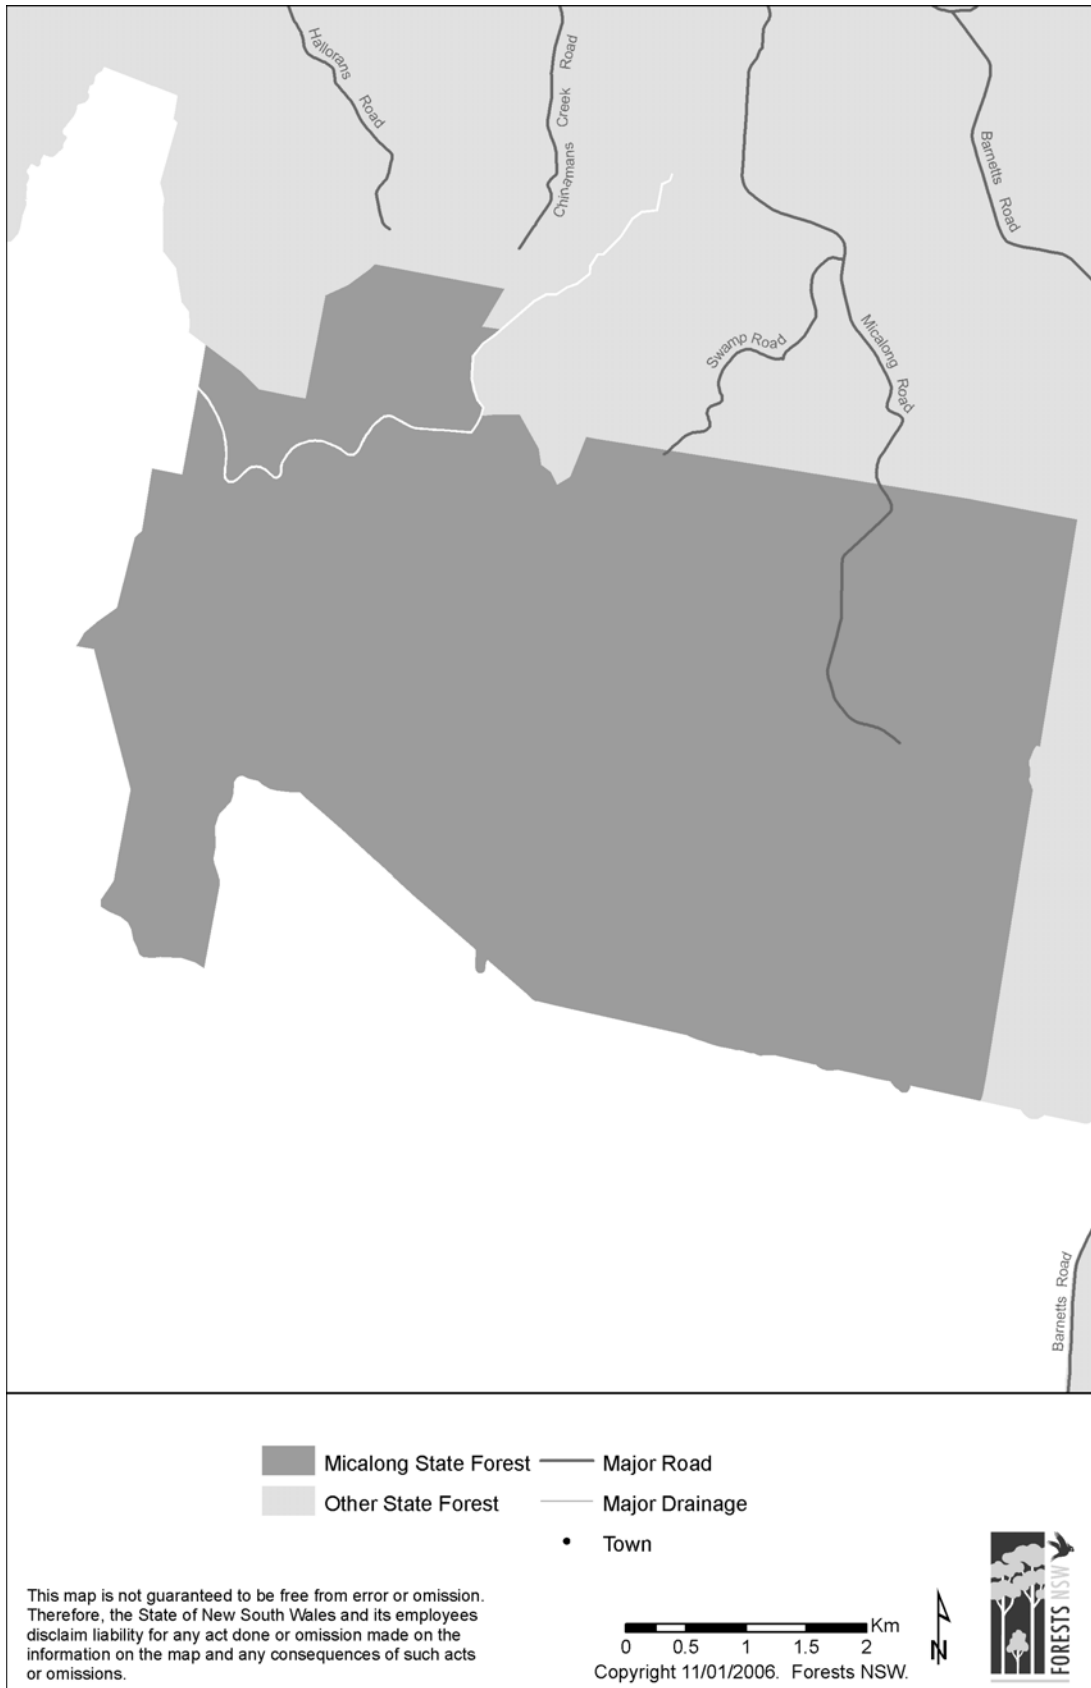 Hallorans Road
Chinamans Creek Road
Barnetts Road
Swamp Road
Micalong Road
Barnetts Road
Micalong State Forest
Major Road
Other State Forest
Major Drainage
Town
This map is not guaranteed to be free from error or omission.
Therefore, the State of New South Wales and its employees
disclaim liability for any act done or omission made on the
information on the map and any consequences of such acts
or omissions.
Km
0 0.5 1 1.5 2
Copyright 11/01/2006. Forests NSW.
N
FORESTS NSW